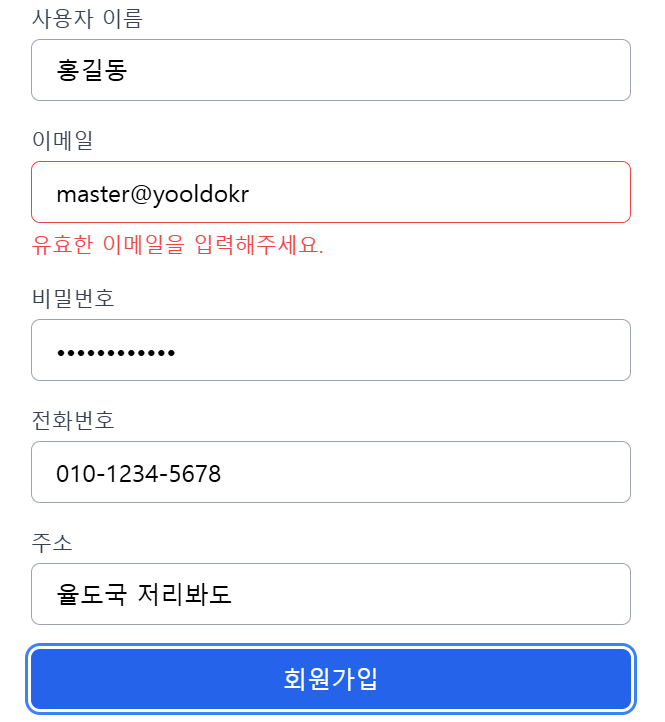 사용자 이름
홍길동
이메일
master@yooldokr
유효한 이메일을 입력해주세요.
비밀번호
••••••••••••
전화번호
010-1234-5678
주소
율도국 저리봐도
회원가입